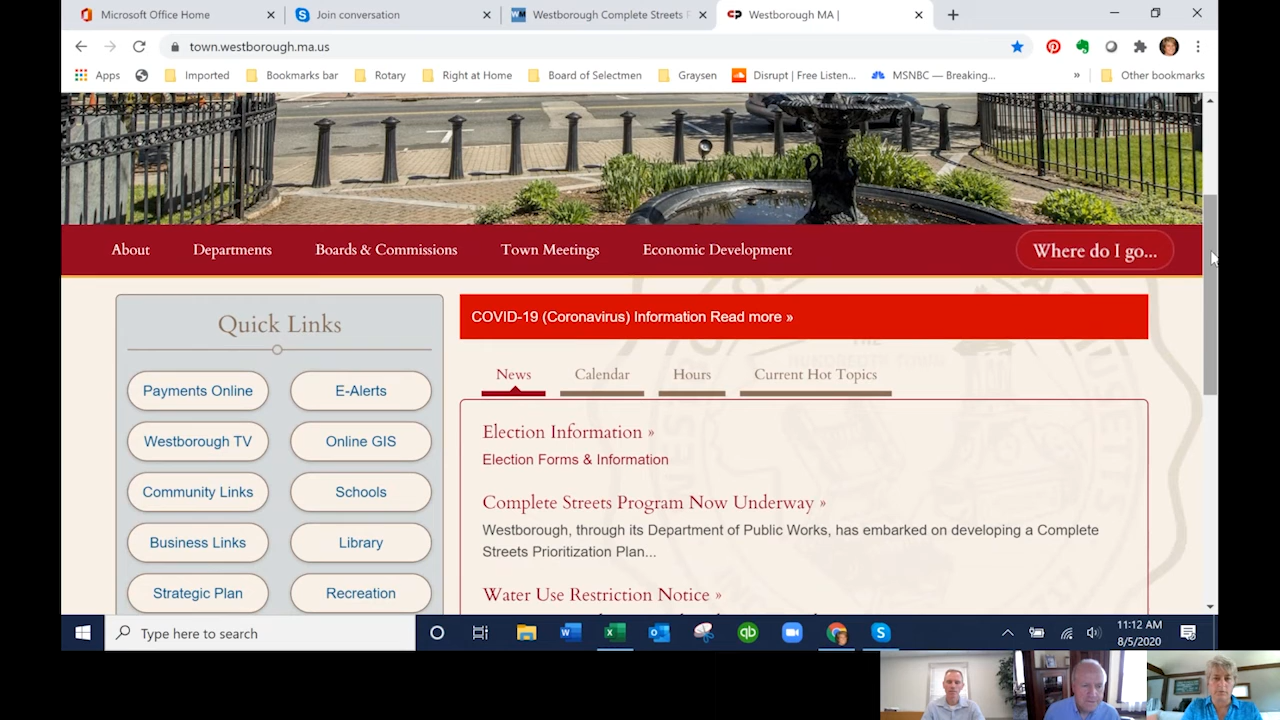 Microsoft Office Home
Join conversation
Westborough Complete Streets
Westborough MA |
town.westborough.ma.us
Apps
Imported
Bookmarks bar
Rotary
Right at Home
Board of Selectmen
Graysen
Disrupt | Free Listen...
MSNBC — Breaking...
»
Other bookmarks
About
Departments
Boards & Commissions
Town Meetings
Economic Development
Where do I go...
Quick Links
Payments Online
E-Alerts
Westborough TV
Online GIS
Community Links
Schools
Business Links
Library
Strategic Plan
Recreation
COVID-19 (Coronavirus) Information Read more »
News
Calendar
Hours
Current Hot Topics
Election Information »
Election Forms & Information
Complete Streets Program Now Underway »
Westborough, through its Department of Public Works, has embarked on developing a Complete
Streets Prioritization Plan...
Water Use Restriction Notice »
Type here to search
11:12 AM
8/5/2020